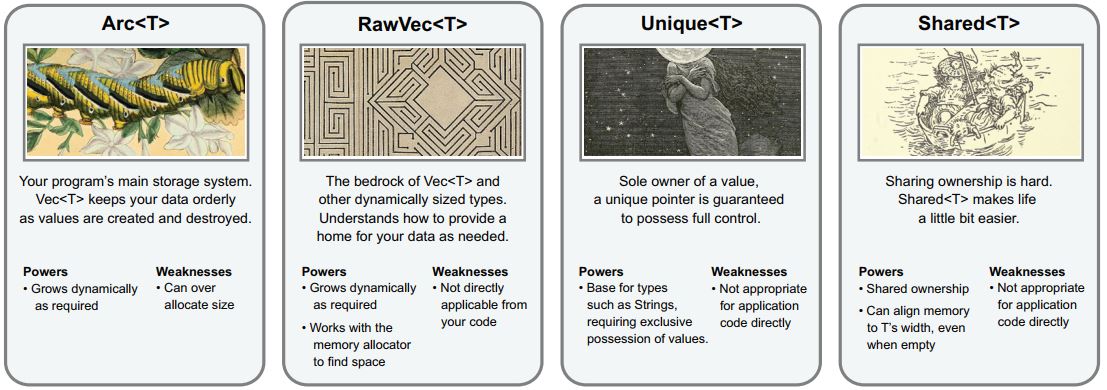 Arc<T>
Your program's main storage system.
Vec<T> keeps your data orderly
as values are created and destroyed.
Powers
• Grows dynamically
as required
Weaknesses
• Can over
allocate size
RawVec<T>
The bedrock of Vec<T> and
other dynamically sized types.
Understands how to provide a
home for your data as needed.
Powers
• Grows dynamically
as required
• Works with the
memory allocator
to find space
Weaknesses
• Not directly
applicable from
your code
Unique<T>
Sole owner of a value,
a unique pointer is guaranteed
to possess full control.
Powers
• Base for types
such as Strings,
requiring exclusive
possession of values.
Weaknesses
• Not appropriate
for application
code directly
Shared<T>
Sharing ownership is hard.
Shared<T> makes life
a little bit easier.
Powers
• Shared ownership
• Can align memory
to T's width, even
when empty
Weaknesses
• Not appropriate
for application
code directly